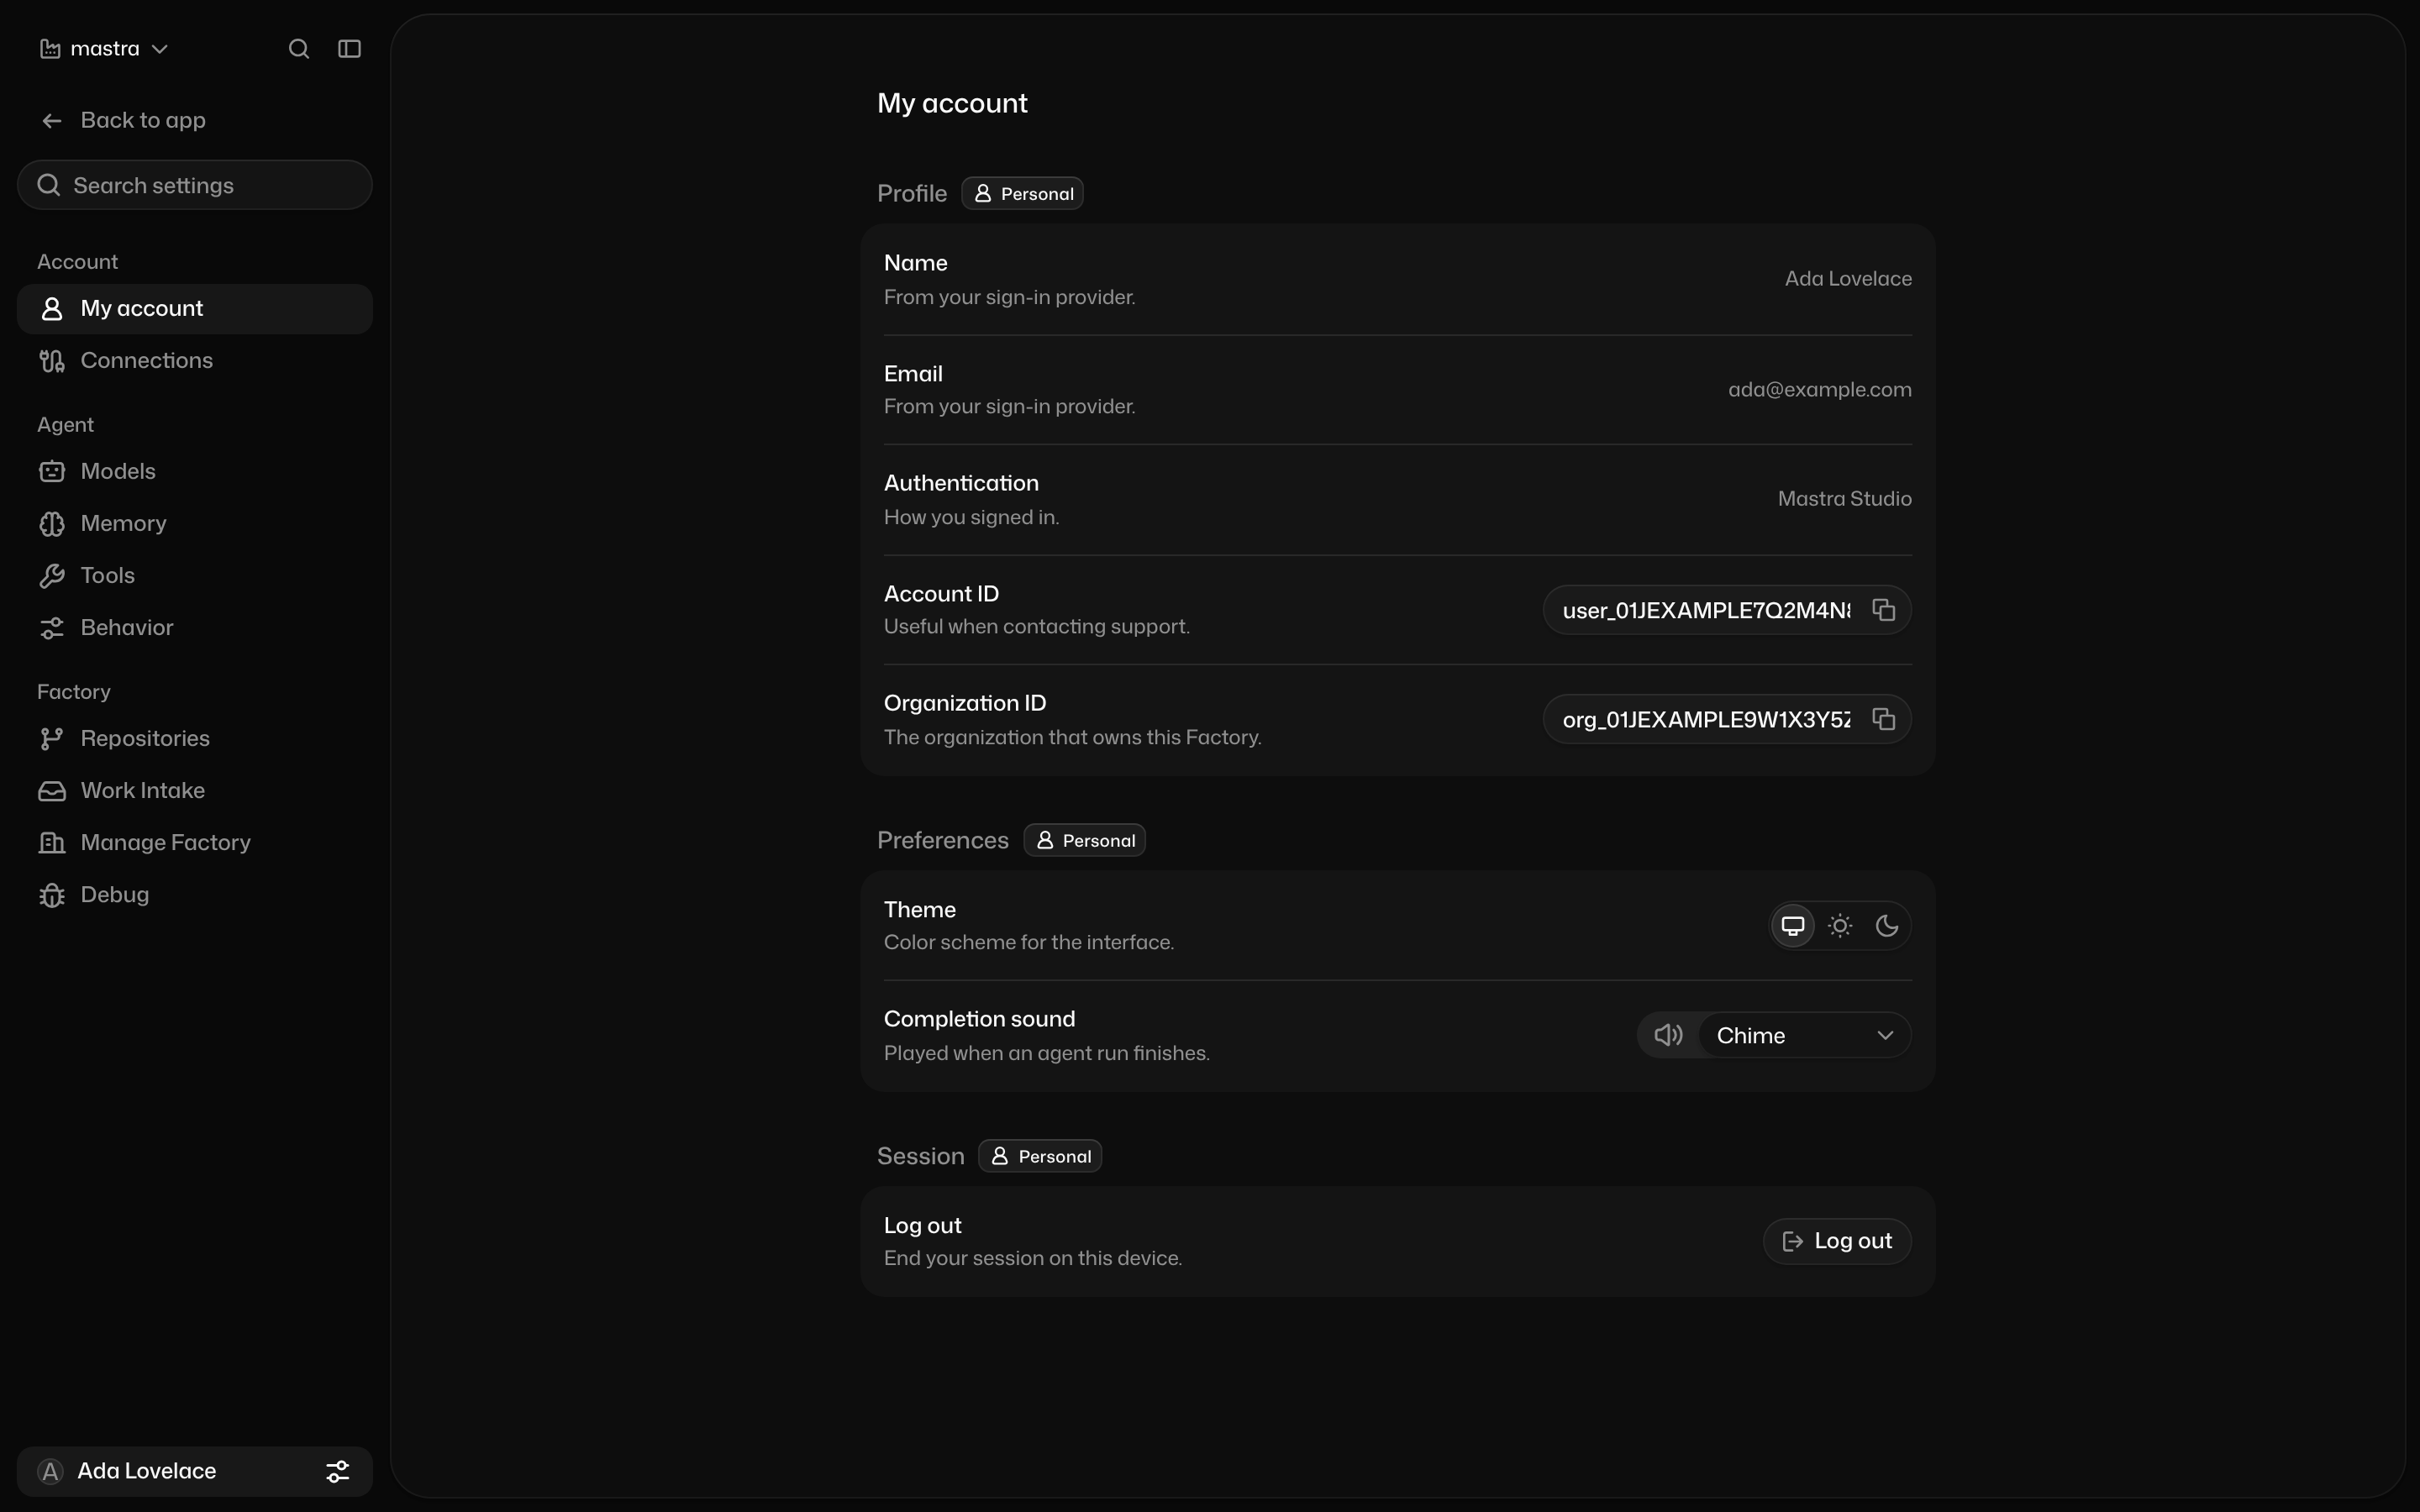 mastra
Back to app
Search settings
Account
My account
Connections
Agent
Models
Memory
Tools
Behavior
Factory
Repositories
Work Intake
Manage Factory
Debug
A Ada Lovelace
My account
Profile Personal
Name
From your sign-in provider.
Ada Lovelace
Email
From your sign-in provider.
ada@example.com
Authentication
How you signed in.
Mastra Studio
Account ID
Useful when contacting support.
user_01JEXAMPLE7Q2M4N
Organization ID
The organization that owns this Factory.
org_01JEXAMPLE9W1X3Y5
Preferences Personal
Theme
Color scheme for the interface.
Completion sound
Played when an agent run finishes.
Chime
Session Personal
Log out
End your session on this device.
Log out